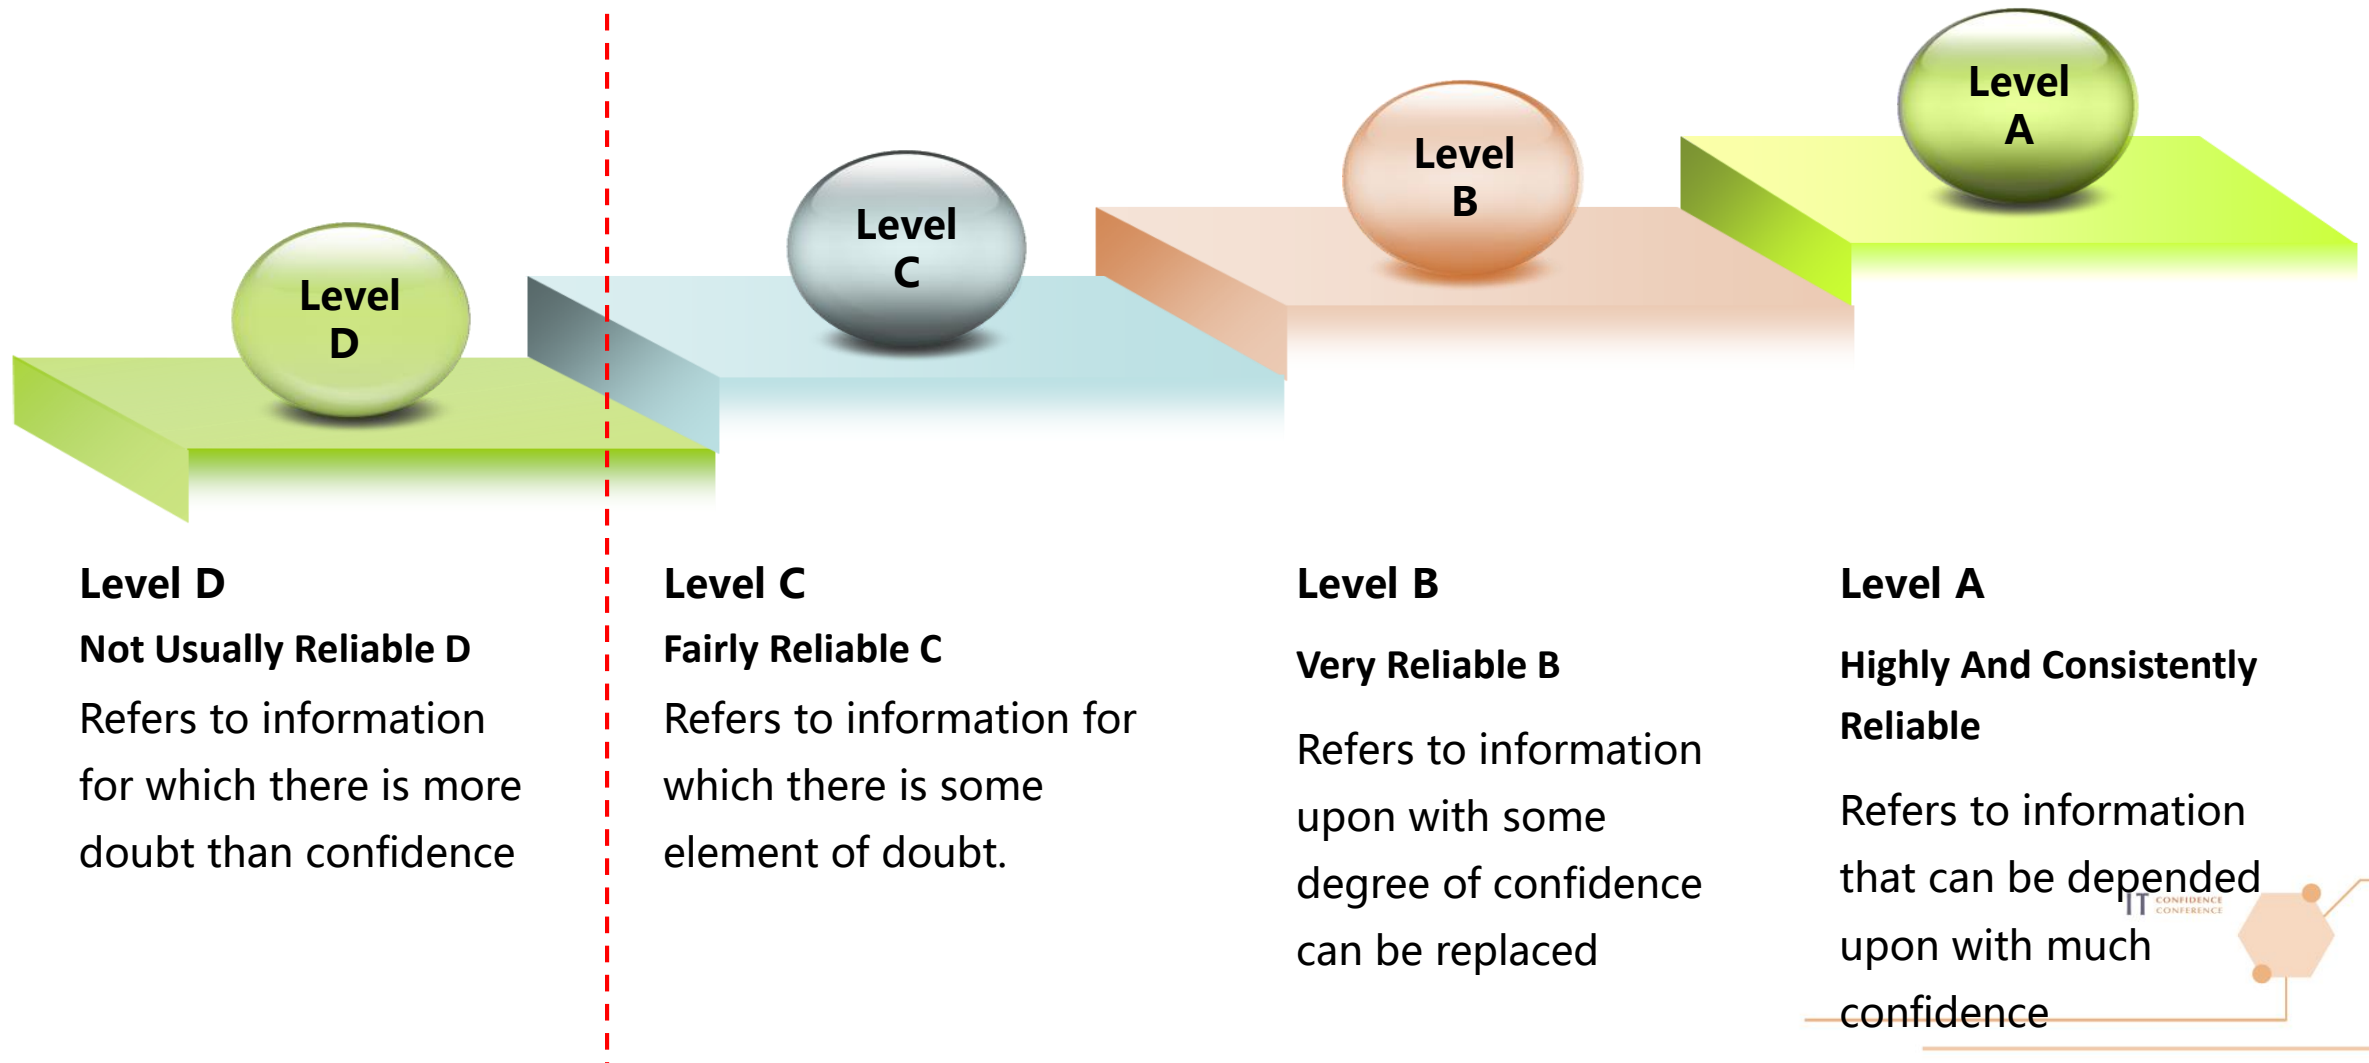 Level
D
Level
C
Level
B
Level
A
Level D
Not Usually Reliable D
Refers to information
for which there is more
doubt than confidence
Level C
Fairly Reliable C
Refers to information for
which there is some
element of doubt.
Level B
Very Reliable B
Refers to information
upon with some
degree of confidence
can be replaced
Level A
Highly And Consistently
Reliable
Refers to information
that can be depended
upon with much
confidence
IT CONFIDENCE
CONFERENCE